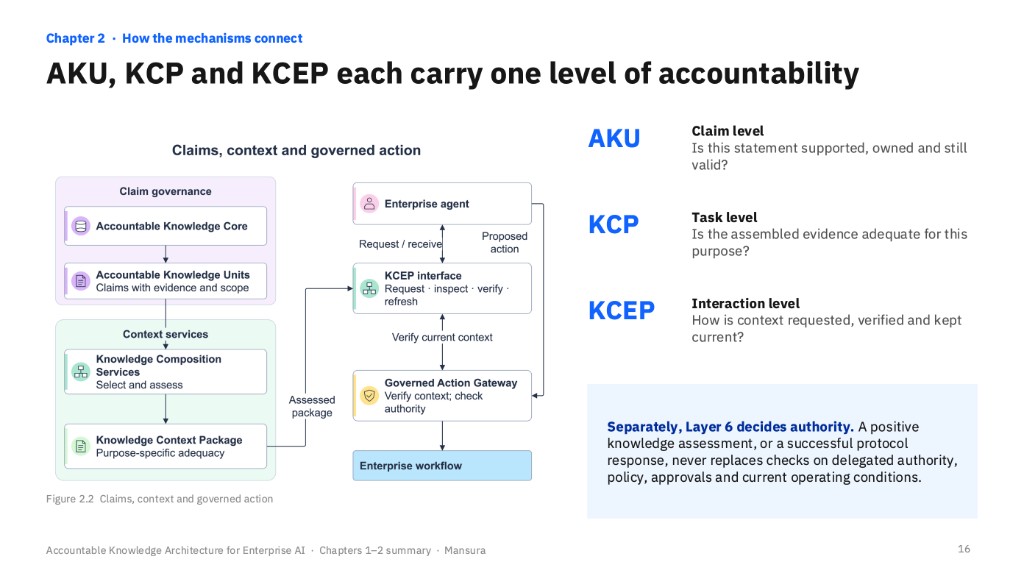 Chapter 2 · How the mechanisms connect
AKU, KCP and KCEP each carry one level of accountability
Claims, context and governed action
Claim governance
Accountable Knowledge Core
Accountable Knowledge Units
Claims with evidence and scope
Context services
Knowledge Composition
Services
Select and assess
Knowledge Context Package
Purpose-specific adequacy
Assessed
package
Enterprise agent
Request / receive
Proposed
action
KCEP interface
Request · inspect · verify ·
refresh
Verify current context
Governed Action Gateway
Verify context; check
authority
Enterprise workflow
Figure 2.2 Claims, context and governed action
AKU
Claim level
Is this statement supported, owned and still
valid?
KCP
Task level
Is the assembled evidence adequate for this
purpose?
KCEP
Interaction level
How is context requested, verified and kept
current?
Separately, Layer 6 decides authority. A positive
knowledge assessment, or a successful protocol
response, never replaces checks on delegated authority,
policy, approvals and current operating conditions.
Accountable Knowledge Architecture for Enterprise AI · Chapters 1–2 summary · Mansura
16